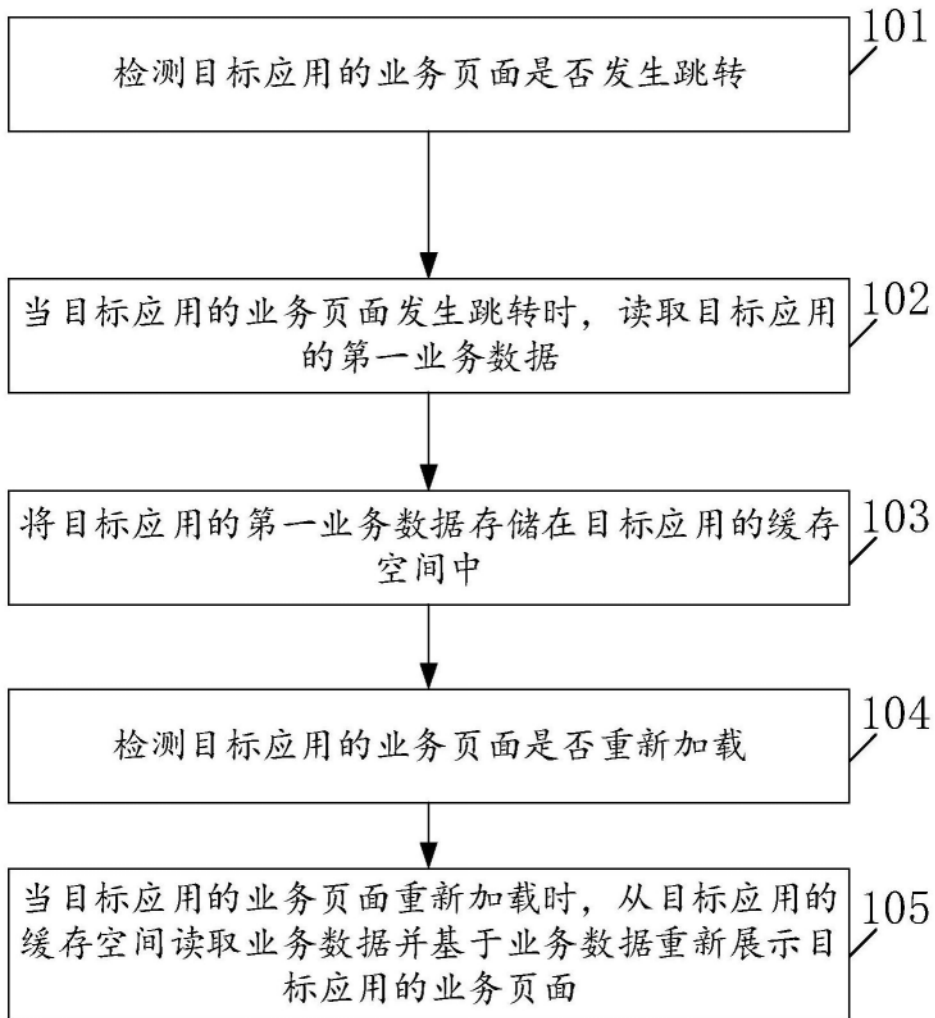 101
检测目标应用的业务页面是否发生跳转
102
当目标应用的业务页面发生跳转时，读取目标应用
的第一业务数据
103
将目标应用的第一业务数据存储在目标应用的缓存
空间中
104
检测目标应用的业务页面是否重新加载
105
当目标应用的业务页面重新加载时，从目标应用的
缓存空间读取业务数据并基于业务数据重新展示目
标应用的业务页面